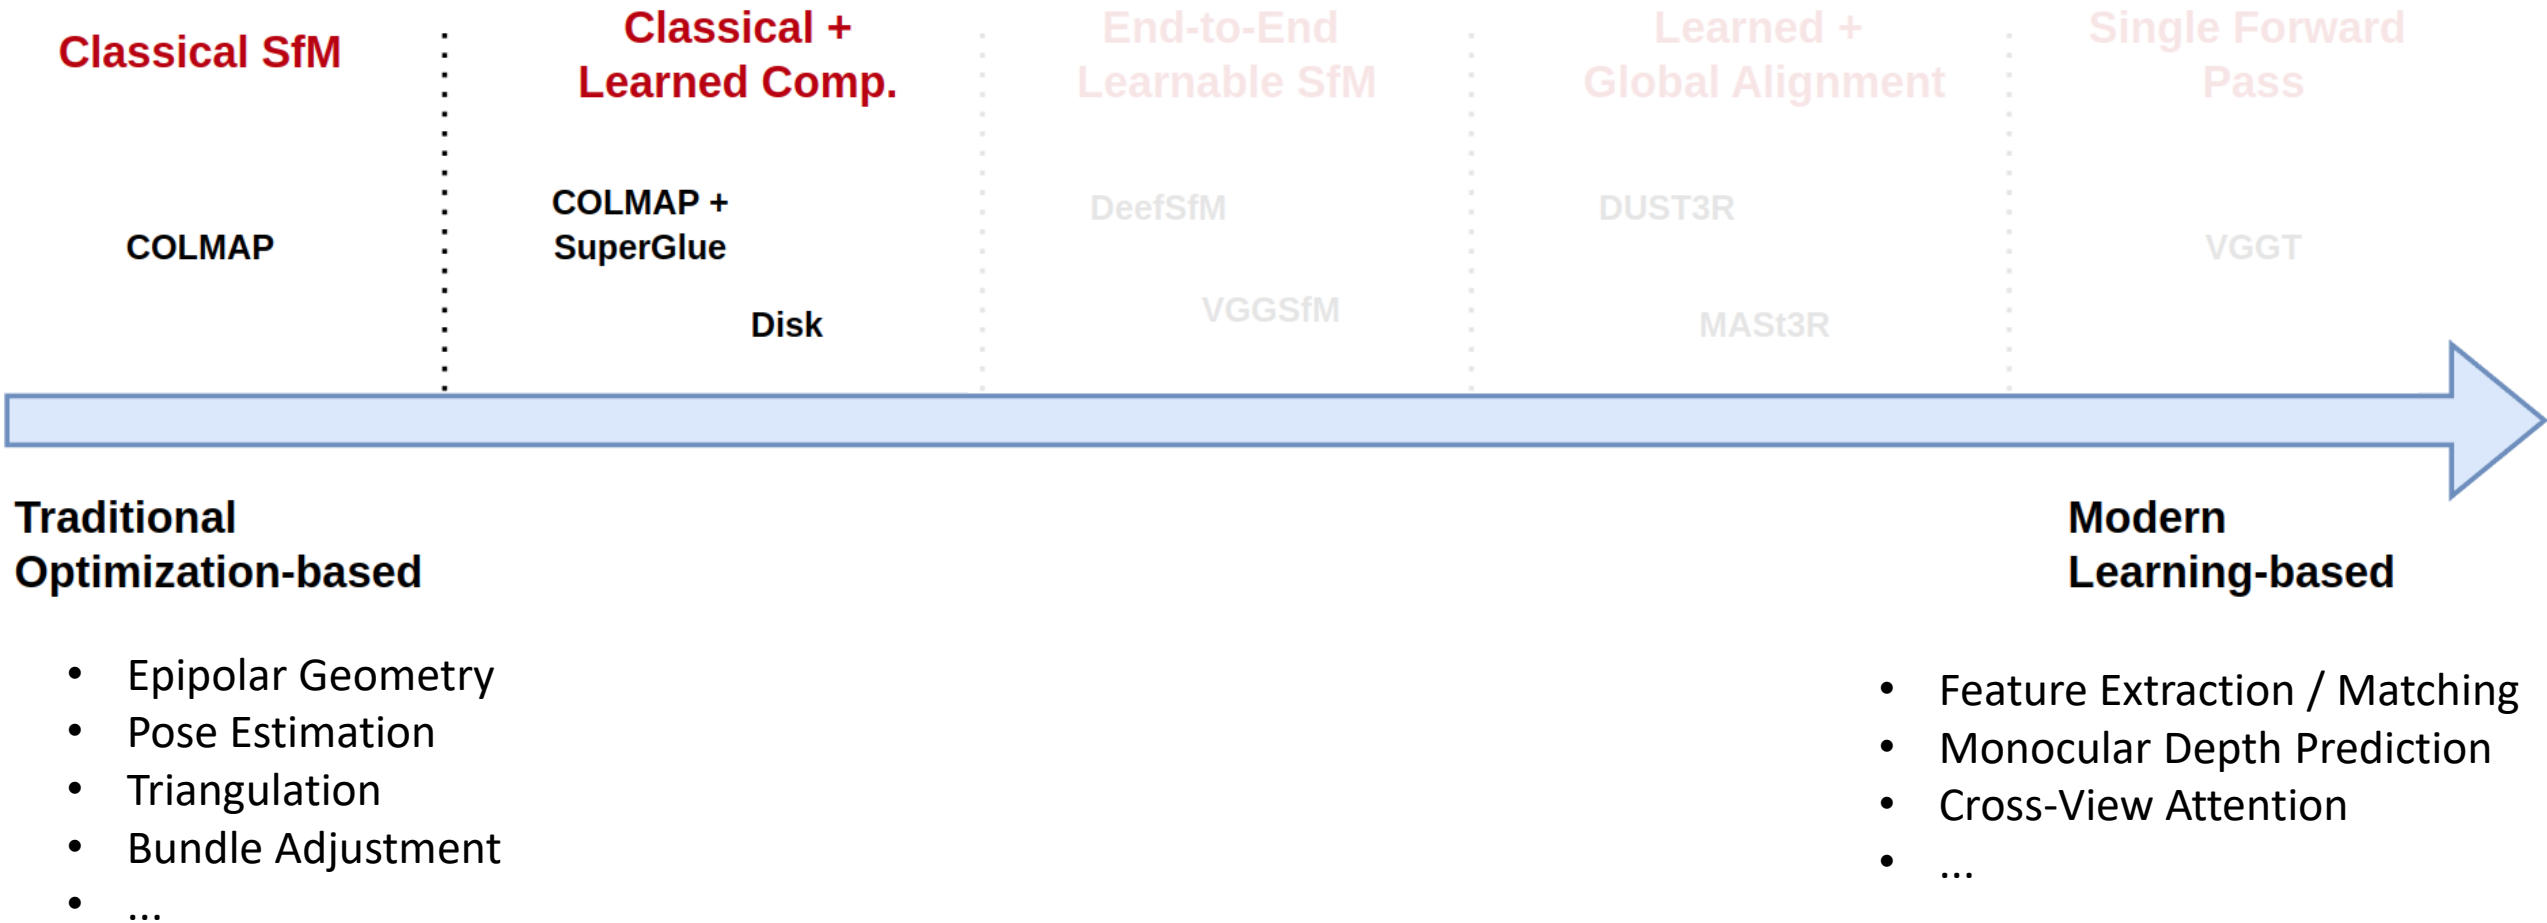 Classical SfM
Classical +
Learned Comp.
End-to-End
Learnable SfM
Learned +
Global Alignment
Single Forward
Pass
COLMAP
COLMAP +
SuperGlue
Disk
DeefSfM
VGGSfM
DUST3R
MASt3R
VGGT
Traditional
Optimization-based
• Epipolar Geometry
• Pose Estimation
• Triangulation
• Bundle Adjustment
• ...
Modern
Learning-based
• Feature Extraction / Matching
• Monocular Depth Prediction
• Cross-View Attention
• ...